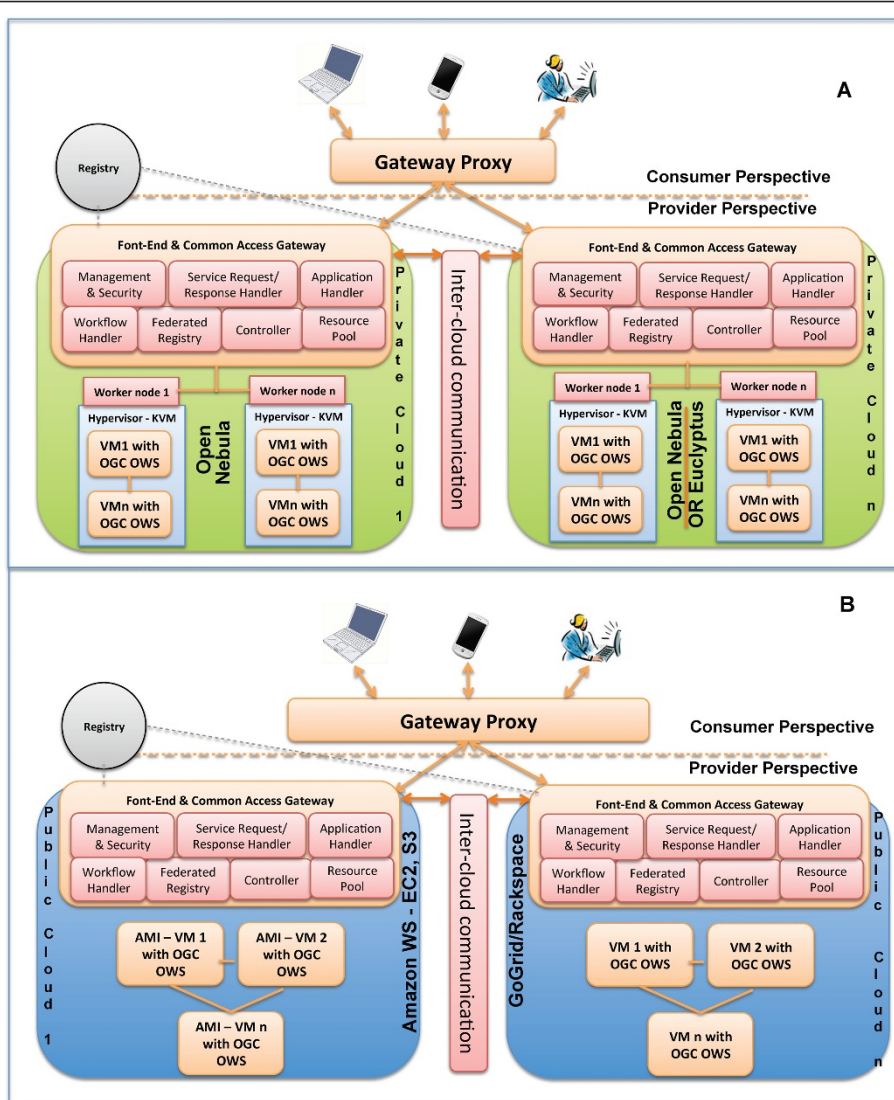 A
Gateway Proxy
Registry
Consumer Perspective
Provider Perspective
Font-End & Common Access Gateway
Management
& Security
Service Request/
Response Handler
Application
Handler
Workflow
Handler
Federated
Registry
Controller
Resource
Pool
Private Cloud 1
Worker node 1
Worker node n
Hypervisor - KVM
VM1 with
OGC OWS
VMn with
OGC OWS
Open
Nebula
Hypervisor - KVM
VM1 with
OGC OWS
VMn with
OGC OWS
Inter-cloud communication
Font-End & Common Access Gateway
Management
& Security
Service Request/
Response Handler
Application
Handler
Workflow
Handler
Federated
Registry
Controller
Resource
Pool
Private Cloud n
Worker node 1
Worker node n
Hypervisor - KVM
VM1 with
OGC OWS
VMn with
OGC OWS
Open Nebula
OR Euclyptus
Hypervisor - KVM
VM1 with
OGC OWS
VMn with
OGC OWS
B
Gateway Proxy
Registry
Consumer Perspective
Provider Perspective
Public Cloud 1
Font-End & Common Access Gateway
Management
& Security
Service Request/
Response Handler
Application
Handler
Workflow
Handler
Federated
Registry
Controller
Resource
Pool
AMI – VM 1
with OGC
OWS
AMI – VM 2
with OGC
OWS
AMI – VM n
with OGC
OWS
Amazon WS - EC2, S3
Inter-cloud communication
GoGrid/Rackspace
Font-End & Common Access Gateway
Management
& Security
Service Request/
Response Handler
Application
Handler
Workflow
Handler
Federated
Registry
Controller
Resource
Pool
VM 1 with
OGC OWS
VM 2 with
OGC OWS
VM n with
OGC OWS
Public Cloud n